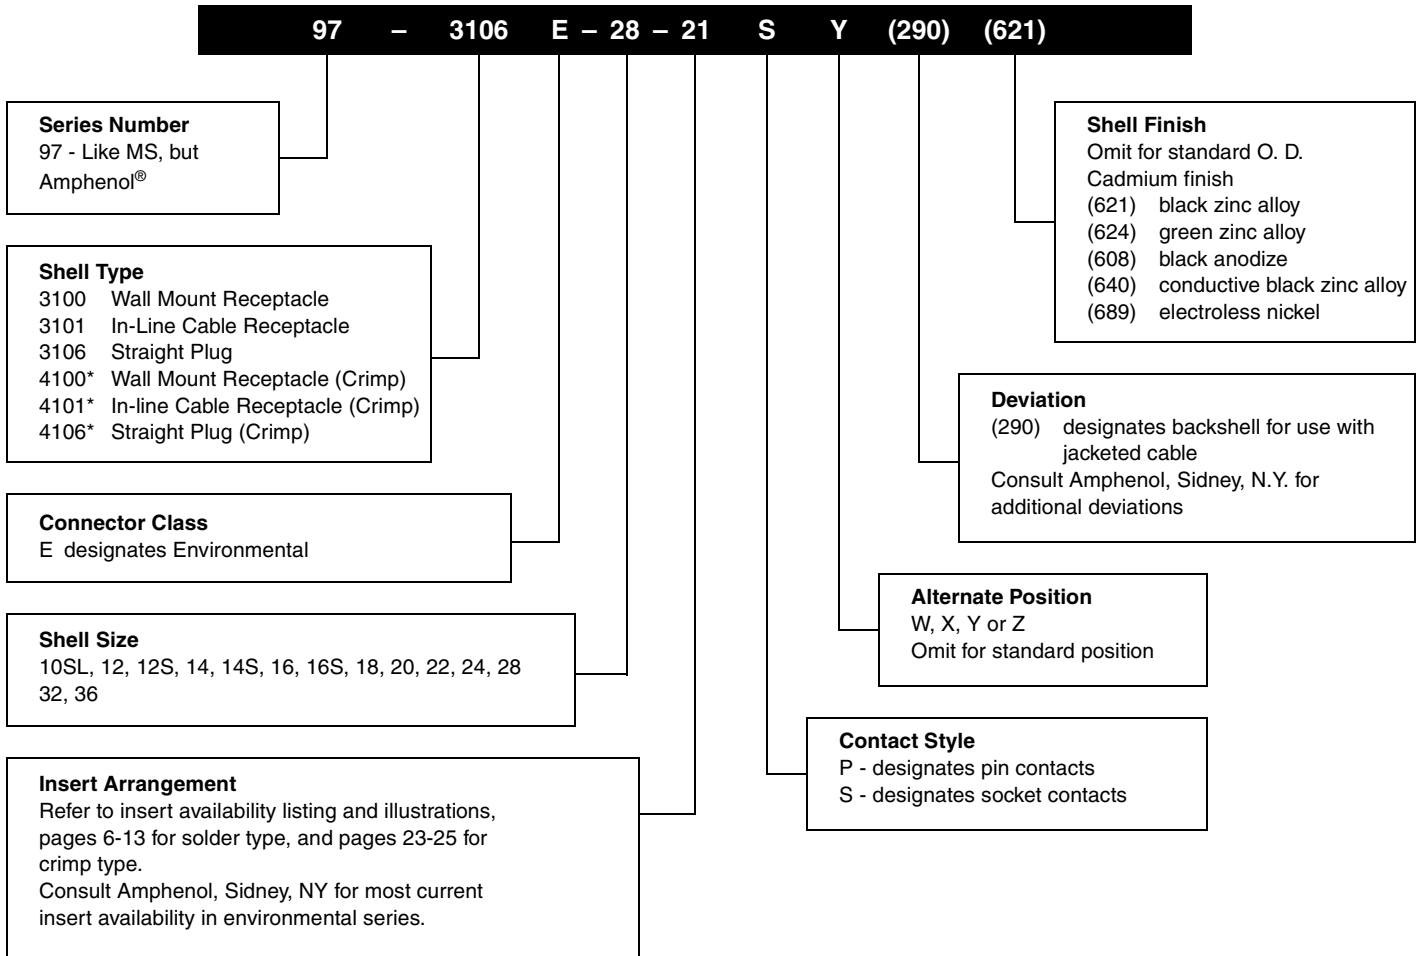 97 – 3106 E – 28 – 21 S Y (290) (621)
Series Number
97 - Like MS, but
Amphenol®
Shell Type
3100 Wall Mount Receptacle
3101 In-Line Cable Receptacle
3106 Straight Plug
4100* Wall Mount Receptacle (Crimp)
4101* In-line Cable Receptacle (Crimp)
4106* Straight Plug (Crimp)
Connector Class
E designates Environmental
Shell Size
10SL, 12, 12S, 14, 14S, 16, 16S, 18, 20, 22, 24, 28
32, 36
Insert Arrangement
Refer to insert availability listing and illustrations,
pages 6-13 for solder type, and pages 23-25 for
crimp type.
Consult Amphenol, Sidney, NY for most current
insert availability in environmental series.
Shell Finish
Omit for standard O. D.
Cadmium finish
(621) black zinc alloy
(624) green zinc alloy
(608) black anodize
(640) conductive black zinc alloy
(689) electroless nickel
Deviation
(290) designates backshell for use with
jacketed cable
Consult Amphenol, Sidney, N.Y. for
additional deviations
Alternate Position
W, X, Y or Z
Omit for standard position
Contact Style
P - designates pin contacts
S - designates socket contacts